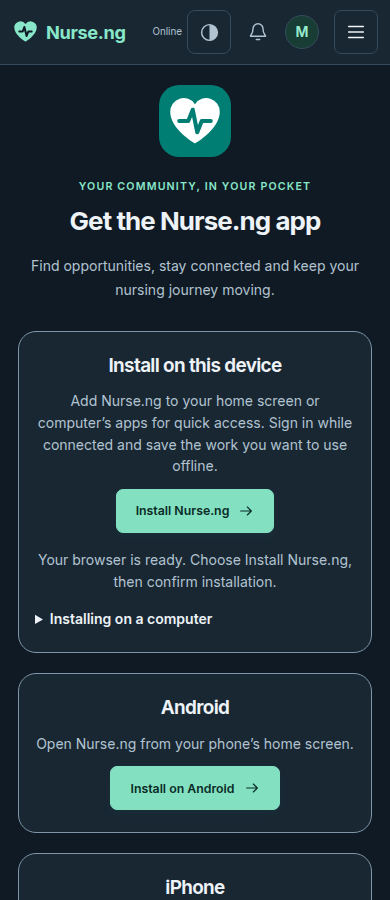 Nurse.ng
Online
M
YOUR COMMUNITY, IN YOUR POCKET
Get the Nurse.ng app
Find opportunities, stay connected and keep your
nursing journey moving.
Install on this device
Add Nurse.ng to your home screen or
computer’s apps for quick access. Sign in while
connected and save the work you want to use
offline.
Install Nurse.ng
Your browser is ready. Choose Install Nurse.ng,
then confirm installation.
Installing on a computer
Android
Open Nurse.ng from your phone’s home screen.
Install on Android
iPhone